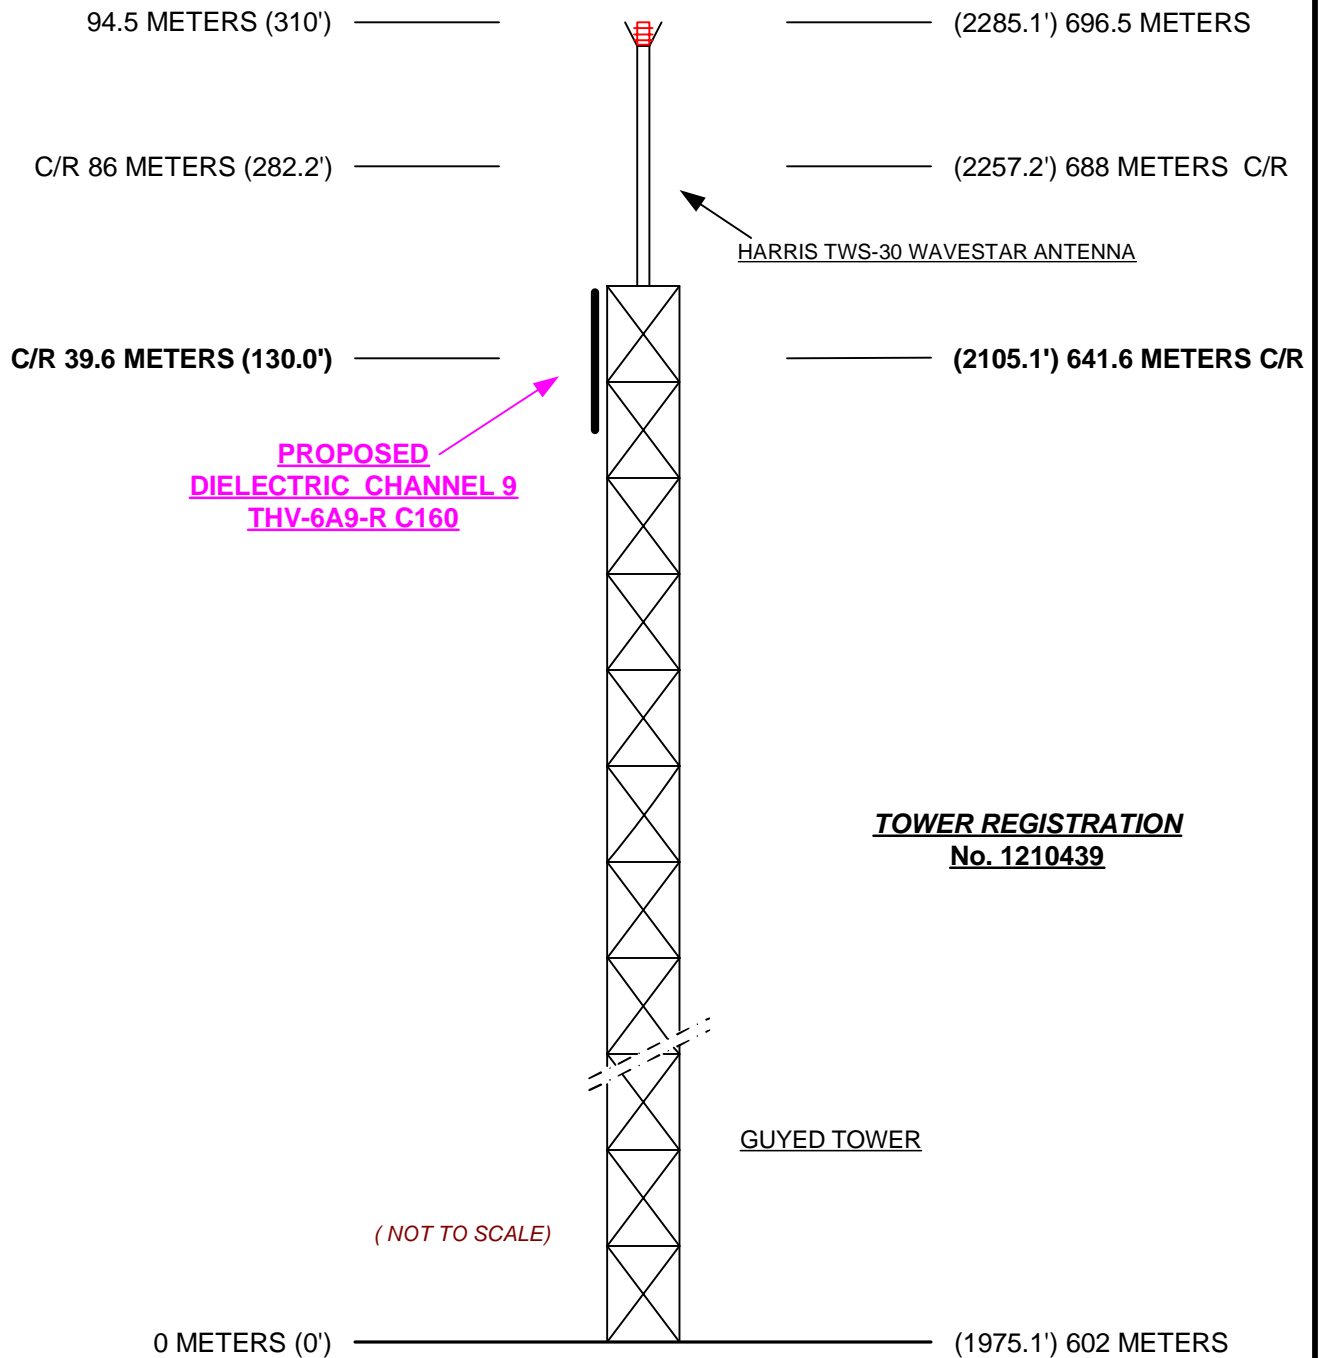 94.5 METERS (310')
(2285.1') 696.5 METERS
C/R 86 METERS (282.2')
(2257.2') 688 METERS C/R
HARRIS TWS-30 WAVESTAR ANTENNA
C/R 39.6 METERS (130.0')
(2105.1') 641.6 METERS C/R
PROPOSED
DIELECTRIC CHANNEL 9
THV-6A9-R C160
TOWER REGISTRATION
No. 1210439
GUYED TOWER
( NOT TO SCALE)
0 METERS (0')
(1975.1') 602 METERS